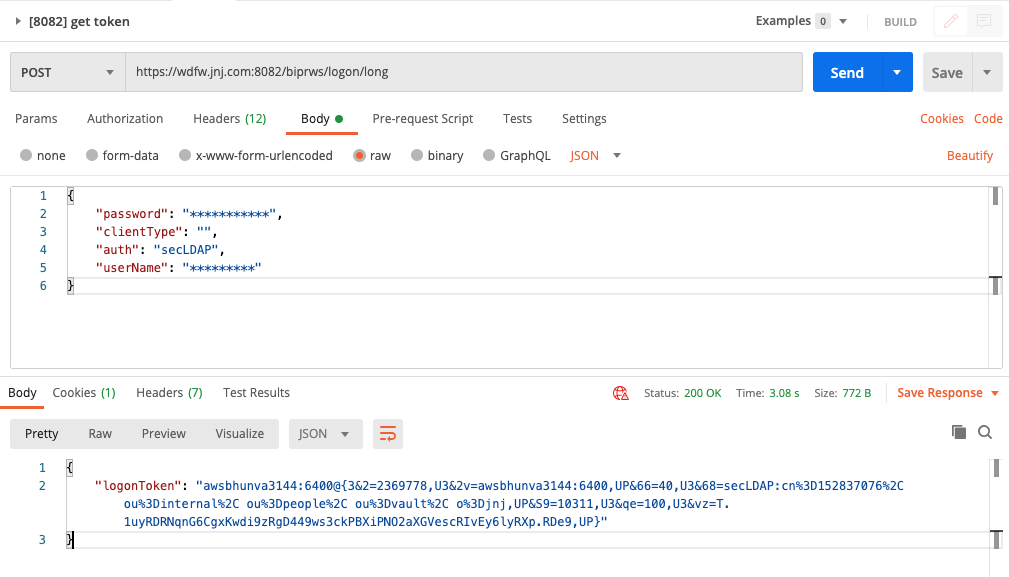 [8082] get token
Examples 0 BUILD
POST https://wdfw.jnj.com:8082/biprws/logon/long Send Save
Params Authorization Headers (12) Body Pre-request Script Tests Settings Cookies Code
none form-data x-www-form-urlencoded raw binary GraphQL JSON Beautify
1 {
2 "password": "***********",
3 "clientType": "",
4 "auth": "secLDAP",
5 "userName": "*********"
6 }
Body Cookies (1) Headers (7) Test Results Status: 200 OK Time: 3.08 s Size: 772 B Save Response
Pretty Raw Preview Visualize JSON
1 {
2 "logonToken": "awsbhunva3144:6400@{3&2=2369778,U3&2v=awsbhunva3144:6400,UP&66=40,U3&68=secLDAP:cn%3D152837076%2C
ou%3Dinternal%2C ou%3Dpeople%2C ou%3Dvault%2C o%3Djnj,UP&S9=10311,U3&qe=100,U3&vz=T.
1uyRDRNqnG6CgxKwdi9zRgD449ws3ckPBXiPNO2aXGVescRIvEy6lyRXp.RDe9,UP}"
3 }